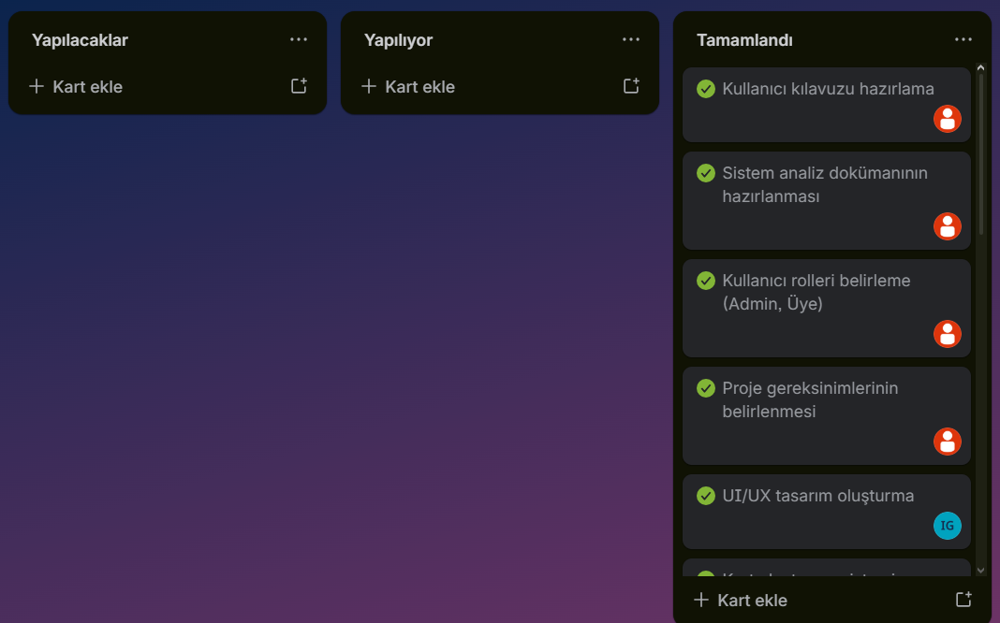 Yapılacaklar
Kart ekle
Yapılıyor
Kart ekle
Tamamlandı
Kullanıcı kılavuzu hazırlama
Sistem analiz dokümanının
hazırlanması
Kullanıcı rolleri belirleme
(Admin, Üye)
Proje gereksinimlerinin
belirlenmesi
UI/UX tasarım oluşturma
IG
Kart ekle